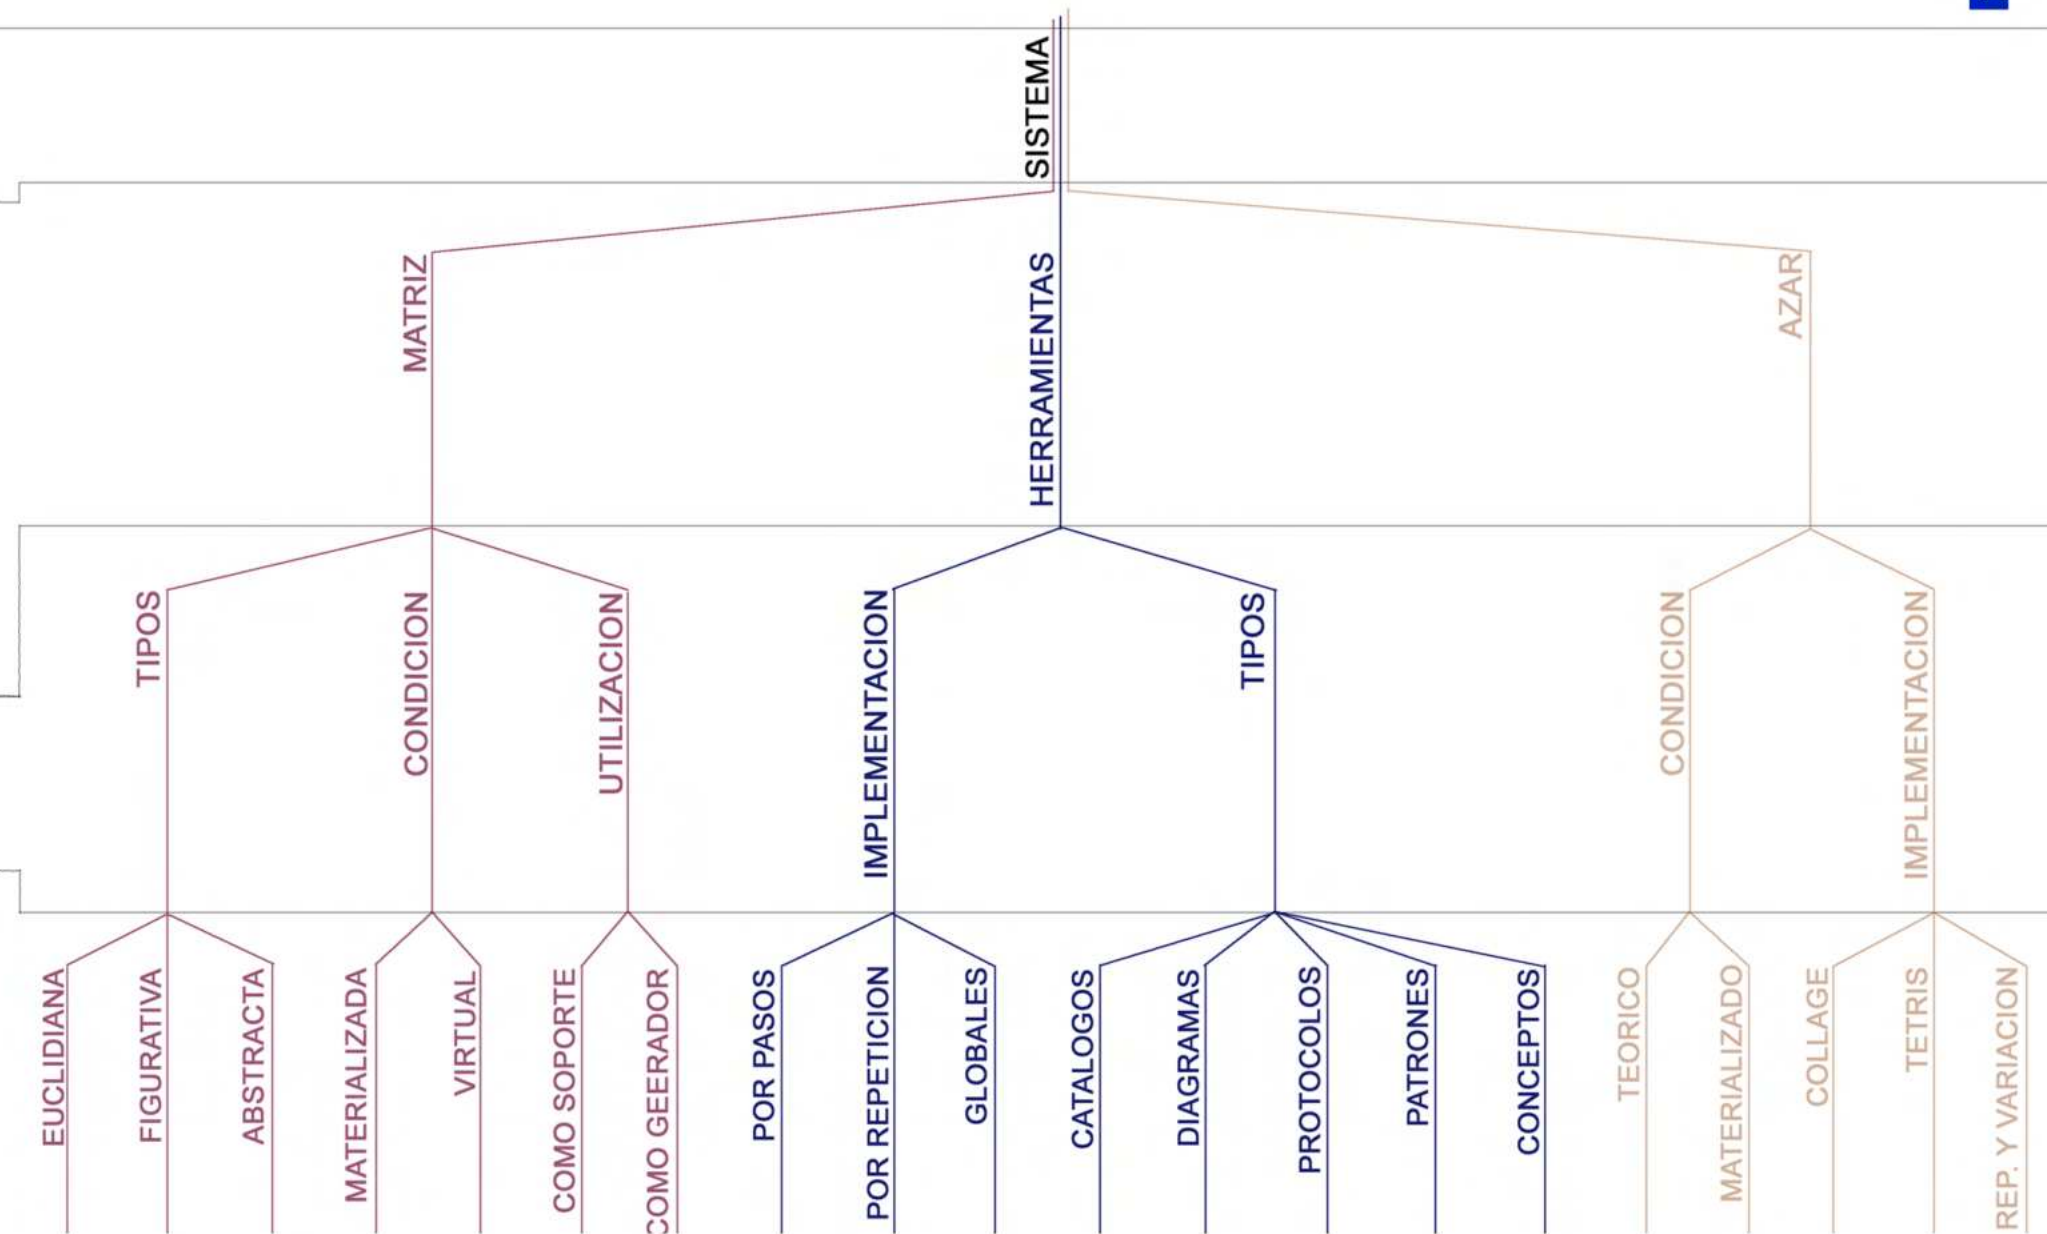 SISTEMA
MATRIZ
HERRAMIENTAS
AZAR
TIPOS
CONDICION
UTILIZACION
IMPLEMENTACION
TIPOS
CONDICION
IMPLEMENTACION
EUCLIDIANA
FIGURATIVA
ABSTRACTA
MATERIALIZADA
VIRTUAL
COMO SOPORTE
COMO GEERADOR
POR PASOS
POR REPETICION
GLOBALES
CATALOGOS
DIAGRAMAS
PROTOCOLOS
PATRONES
CONCEPTOS
TEORICO
MATERIALIZADO
COLLAGE
TETRIS
REP. Y VARIACION